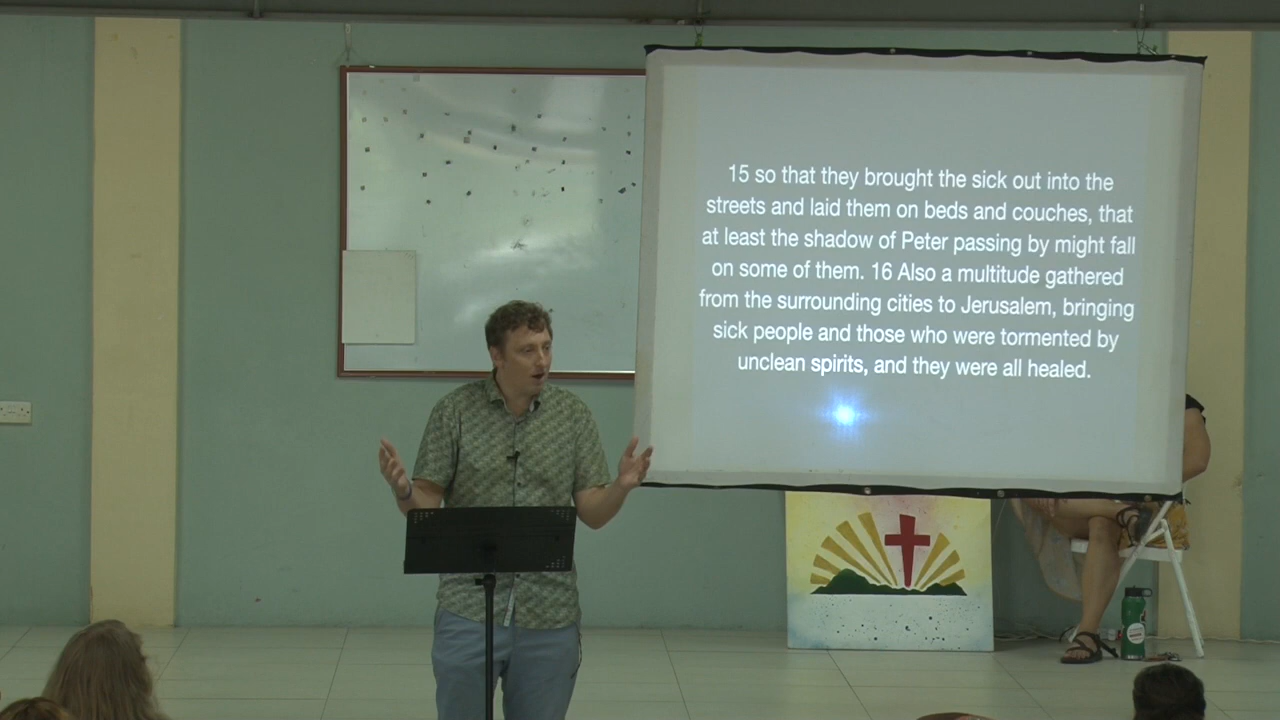 15 so that they brought the sick out into the
streets and laid them on beds and couches, that
at least the shadow of Peter passing by might fall
on some of them. 16 Also a multitude gathered
from the surrounding cities to Jerusalem, bringing
sick people and those who were tormented by
unclean spirits, and they were all healed.